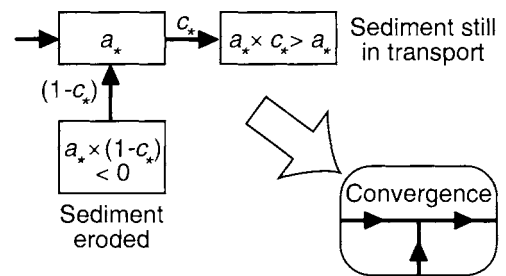 a* c* a* × c* > a* Sediment still
in transport
(1-c*)
a* × (1-c*)
< 0
Sediment
eroded
Convergence